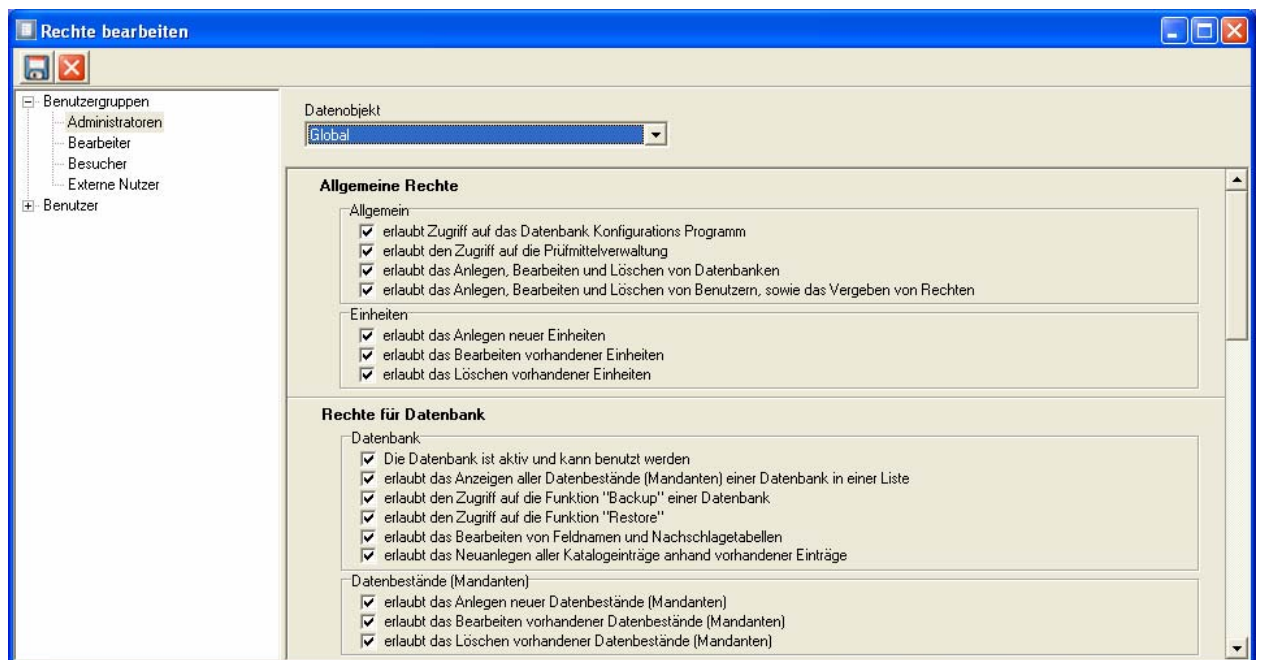 Rechte bearbeiten
Benutzergruppen
Administratoren
Bearbeiter
Besucher
Externe Nutzer
Benutzer
Datenobjekt
Global
Allgemeine Rechte
Allgemein
erlaubt Zugriff auf das Datenbank Konfigurations Programm
erlaubt den Zugriff auf die Prüfmittelverwaltung
erlaubt das Anlegen, Bearbeiten und Löschen von Datenbanken
erlaubt das Anlegen, Bearbeiten und Löschen von Benutzern, sowie das Vergeben von Rechten
Einheiten
erlaubt das Anlegen neuer Einheiten
erlaubt das Bearbeiten vorhandener Einheiten
erlaubt das Löschen vorhandener Einheiten
Rechte für Datenbank
Datenbank
Die Datenbank ist aktiv und kann benutzt werden
erlaubt das Anzeigen aller Datenbestände (Mandanten) einer Datenbank in einer Liste
erlaubt den Zugriff auf die Funktion "Backup" einer Datenbank
erlaubt den Zugriff auf die Funktion "Restore"
erlaubt das Bearbeiten von Feldnamen und Nachschlagetabellen
erlaubt das Neuanlegen aller Katalogeinträge anhand vorhandener Einträge
Datenbestände (Mandanten)
erlaubt das Anlegen neuer Datenbestände (Mandanten)
erlaubt das Bearbeiten vorhandener Datenbestände (Mandanten)
erlaubt das Löschen vorhandener Datenbestände (Mandanten)